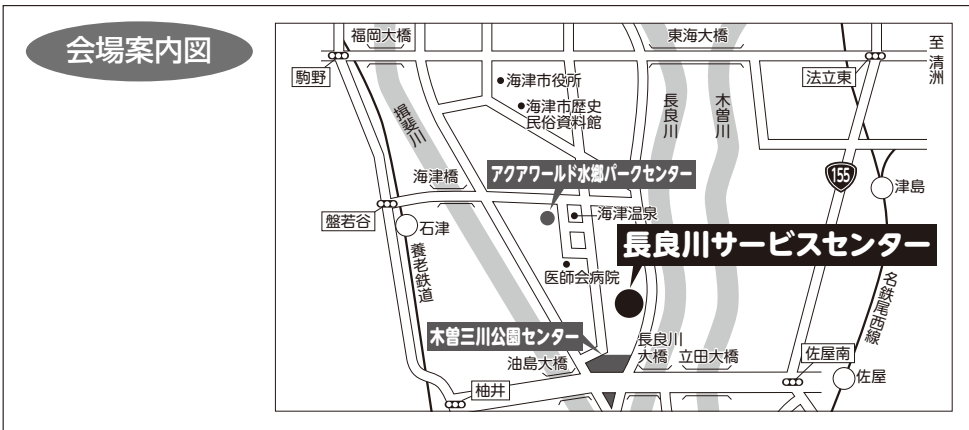 会場案内図
福岡大橋
東海大橋
至清洲
駒野
法立東
海津市役所
海津市歴史
民俗資料館
長良川
木曽川
揖斐川
海津橋
アクアワールド水郷パークセンター
155
津島
盤若谷
石津
海津温泉
長良川サービスセンター
養老鉄道
医師会病院
名鉄尾西線
木曽三川公園センター
油島大橋
長良川
大橋
立田大橋
佐屋南
佐屋
柚井